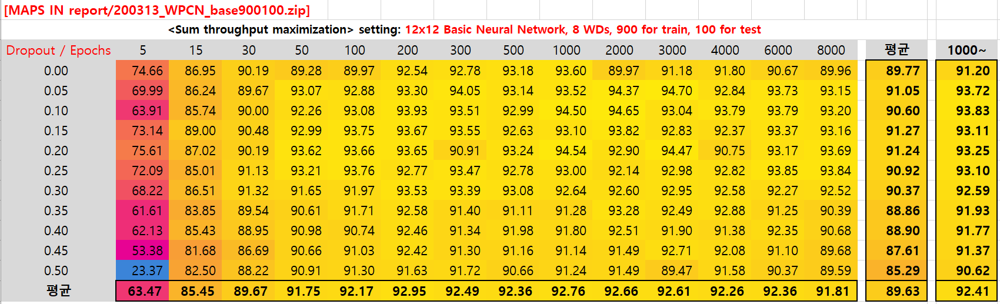 [MAPS IN report/200313_WPCN_base900100.zip]
<Sum throughput maximization> setting: 12x12 Basic Neural Network, 8 WDs, 900 for train, 100 for test
Dropout / Epochs 5 15 30 50 100 200 300 500 1000 2000 3000 4000 6000 8000 평균 1000~
0.00 74.66 86.95 90.19 89.28 89.97 92.54 92.78 93.18 93.60 89.97 91.18 91.80 90.67 89.96 89.77 91.20
0.05 69.99 86.24 89.67 93.07 92.88 93.30 94.05 93.14 93.52 94.37 94.70 92.84 93.73 93.15 91.05 93.72
0.10 63.91 85.74 90.00 92.26 93.08 93.93 93.51 92.99 94.50 94.65 93.04 93.79 93.79 93.20 90.60 93.83
0.15 73.14 89.00 90.48 92.99 93.75 93.67 93.55 92.63 93.10 93.82 92.83 92.37 93.37 93.16 91.27 93.11
0.20 75.61 87.02 90.19 93.62 93.66 93.65 90.91 93.24 94.54 92.90 94.47 90.75 93.17 93.69 91.24 93.25
0.25 72.09 85.01 91.13 93.21 93.76 92.77 93.47 92.78 93.00 92.14 92.98 92.82 93.85 93.84 90.92 93.10
0.30 68.22 86.51 91.32 91.65 91.97 93.53 93.39 93.08 92.64 92.60 92.95 92.58 92.27 92.52 90.37 92.59
0.35 61.61 83.85 89.54 90.61 91.71 92.58 91.40 91.11 91.28 93.28 92.49 92.88 91.25 90.39 88.86 91.93
0.40 62.13 85.43 88.95 90.98 90.74 92.46 91.34 91.98 91.80 92.51 91.90 91.38 92.35 90.68 88.90 91.77
0.45 53.38 81.68 86.69 90.66 91.03 92.42 91.30 91.16 91.14 91.49 92.71 92.08 91.10 89.68 87.61 91.37
0.50 23.37 82.50 88.22 90.91 91.30 91.63 91.72 90.66 91.24 91.49 89.47 91.58 90.37 89.59 85.29 90.62
평균 63.47 85.45 89.67 91.75 92.17 92.95 92.49 92.36 92.76 92.66 92.61 92.26 92.36 91.81 89.63 92.41